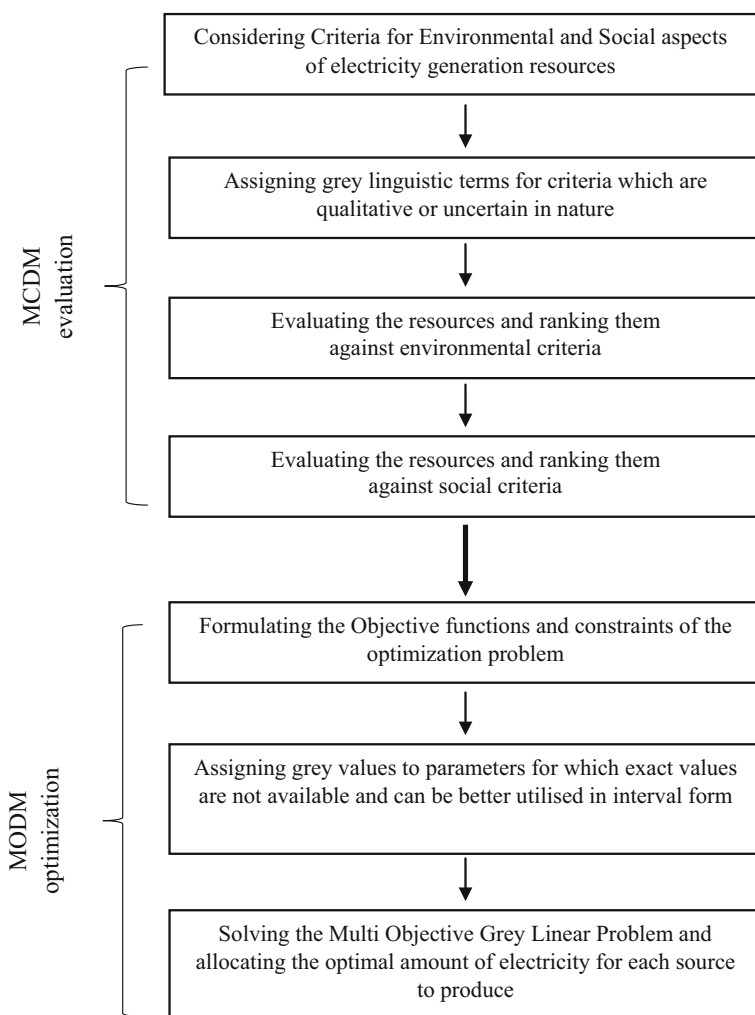 Considering Criteria for Environmental and Social aspects
of electricity generation resources
Assigning grey linguistic terms for criteria which are
qualitative or uncertain in nature
MCDM
evaluation
Evaluating the resources and ranking them
against environmental criteria
Evaluating the resources and ranking them
against social criteria
Formulating the Objective functions and constraints of the
optimization problem
MODM
optimization
Assigning grey values to parameters for which exact values
are not available and can be better utilised in interval form
Solving the Multi Objective Grey Linear Problem and
allocating the optimal amount of electricity for each source
to produce